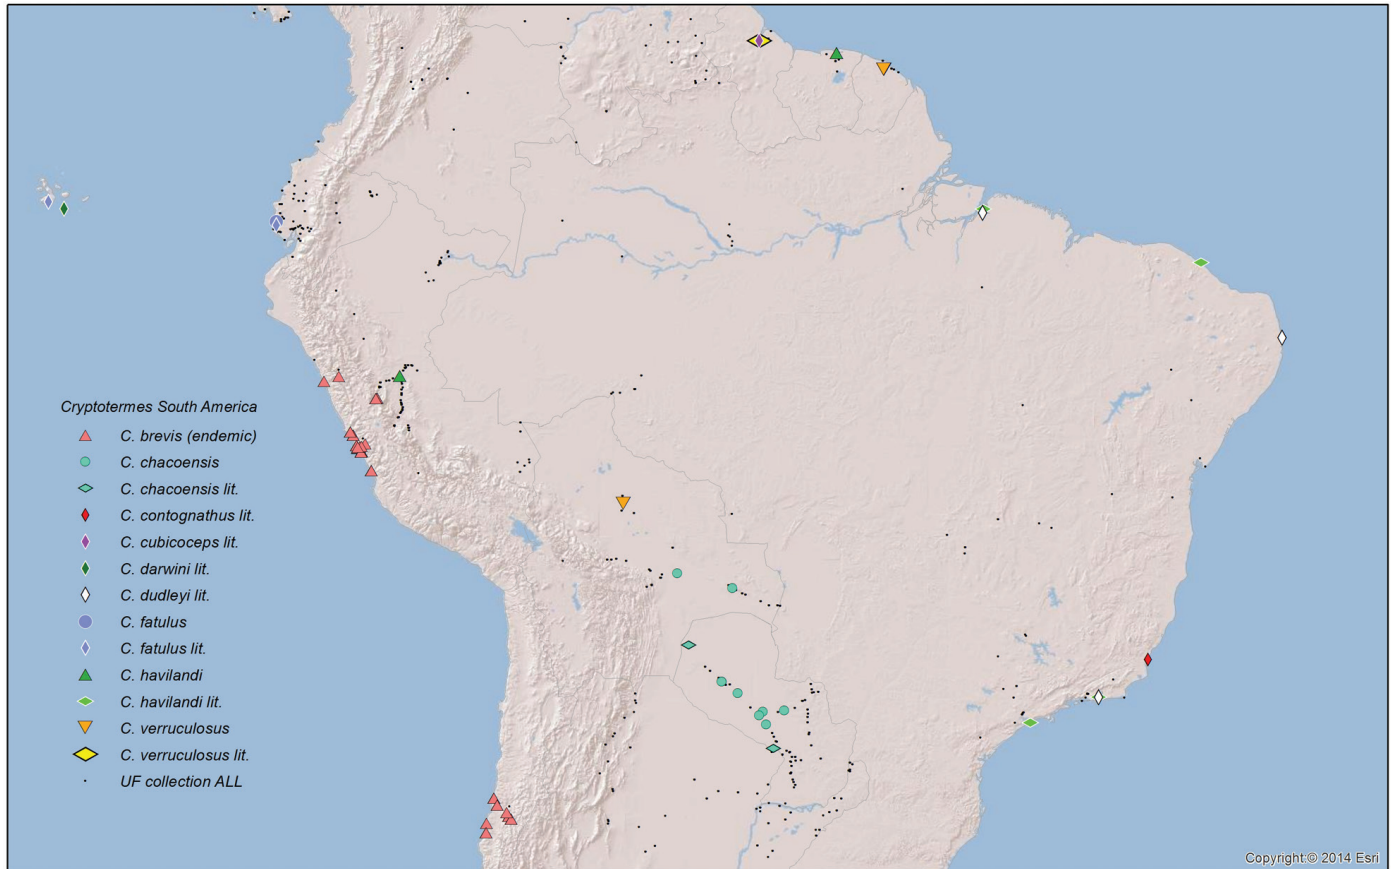 Cryptotermes South America
C. brevis (endemic)
C. chacoensis
C. chacoensis lit.
C. contognathus lit.
C. cubicoceps lit.
C. darwini lit.
C. dudleyi lit.
C. fatulus
C. fatulus lit.
C. havilandi
C. havilandi lit.
C. verruculosus
C. verruculosus lit.
UF collection ALL
Copyright:© 2014 Esri